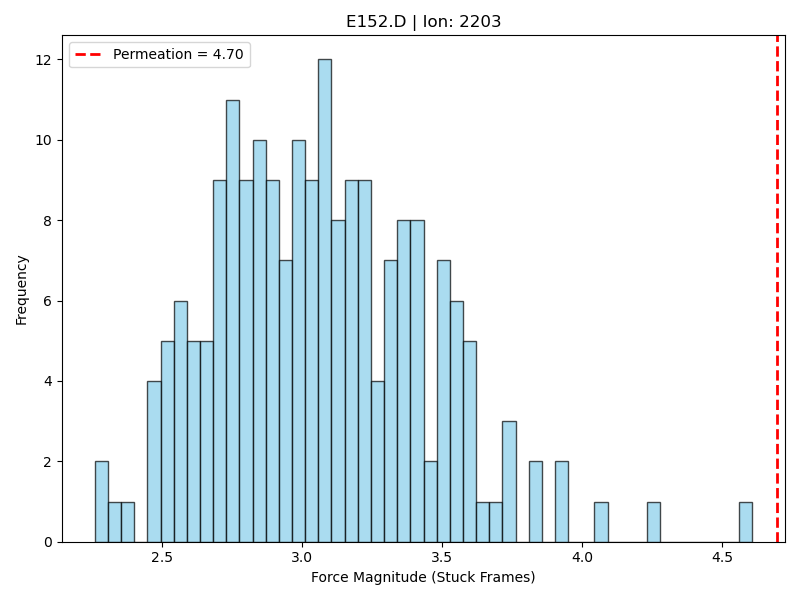 E152.D | Ion: 2203
Permeation = 4.70
Frequency
12
10
8
6
4
2
0
2.5 3.0 3.5 4.0 4.5
Force Magnitude (Stuck Frames)